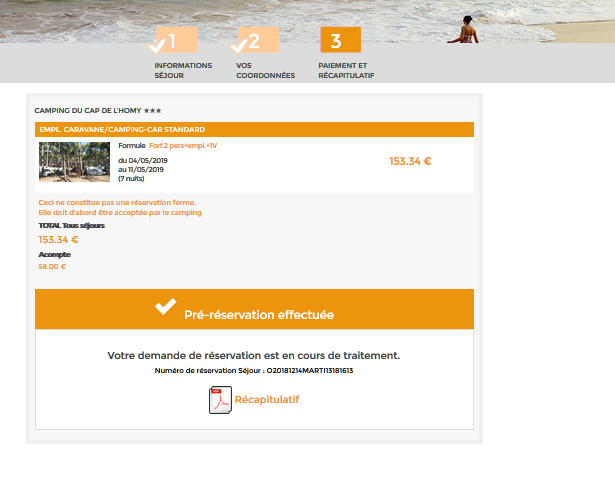 1
2
3
INFORMATIONS
SÉJOUR
VOS
COORDONNÉES
PAIEMENT ET
RÉCAPITULATIF
CAMPING DU CAP DE L'HOMY ★★★
EMPL. CARAVANE/CAMPING-CAR STANDARD
Formule Forf.2 pers+empl.+1V
du 04/05/2019
au 11/05/2019
(7 nuits)
153.34 €
Ceci ne constitue pas une réservation ferme.
Elle doit d'abord être acceptée par le camping
TOTAL Tous séjours
153.34 €
Acompte
58.00 €
Pré-réservation effectuée
Votre demande de réservation est en cours de traitement.
Numéro de réservation Séjour : O20181214MARTI13181613
Récapitulatif